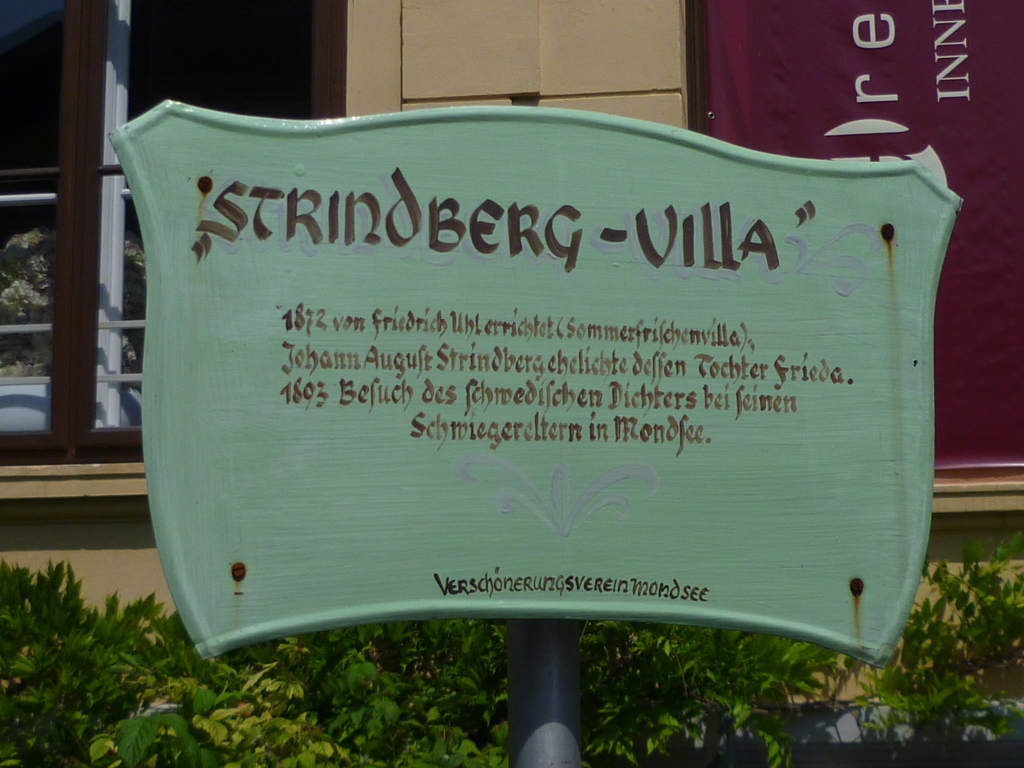 „STRINDBERG-VILLA”
1872 von Friedrich Uhl errichtet (Sommerfrischenvilla),
Johann August Strindberg ehelichte dessen Tochter Frieda.
1893 Besuch des schwedischen Dichters bei seinen
Schwiegereltern in Mondsee.
VERSCHÖNERUNGSVEREIN MONDSEE
re
INNE